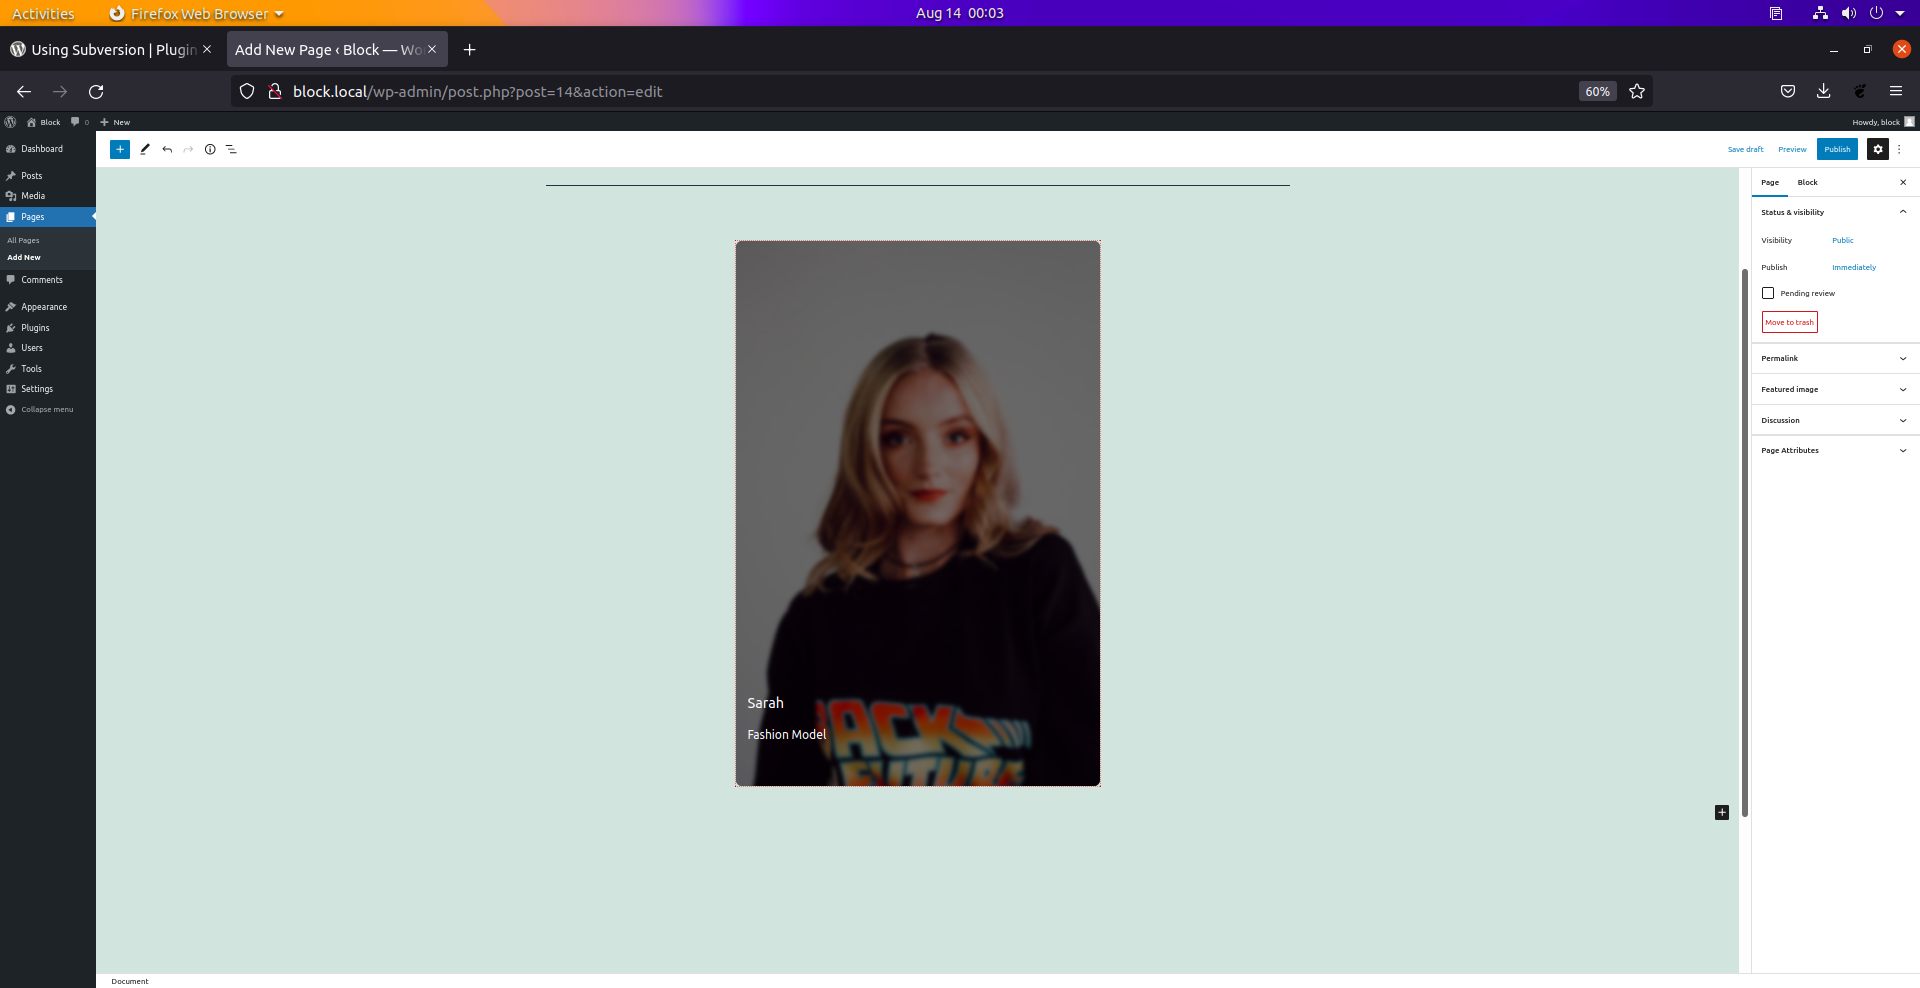 Activities
Firefox Web Browser
Aug 14 00:03
Using Subversion | Plugin
Add New Page ‹ Block — Wo
block.local/wp-admin/post.php?post=14&action=edit
60%
Block
0
New
Howdy, block
Dashboard
Posts
Media
Pages
All Pages
Add New
Comments
Appearance
Plugins
Users
Tools
Settings
Collapse menu
Save draft
Preview
Publish
Page
Block
Status & visibility
Visibility
Public
Publish
Immediately
Pending review
Move to trash
Permalink
Featured image
Discussion
Page Attributes
Sarah
Fashion Model
BACK TO
FUTURE
Document